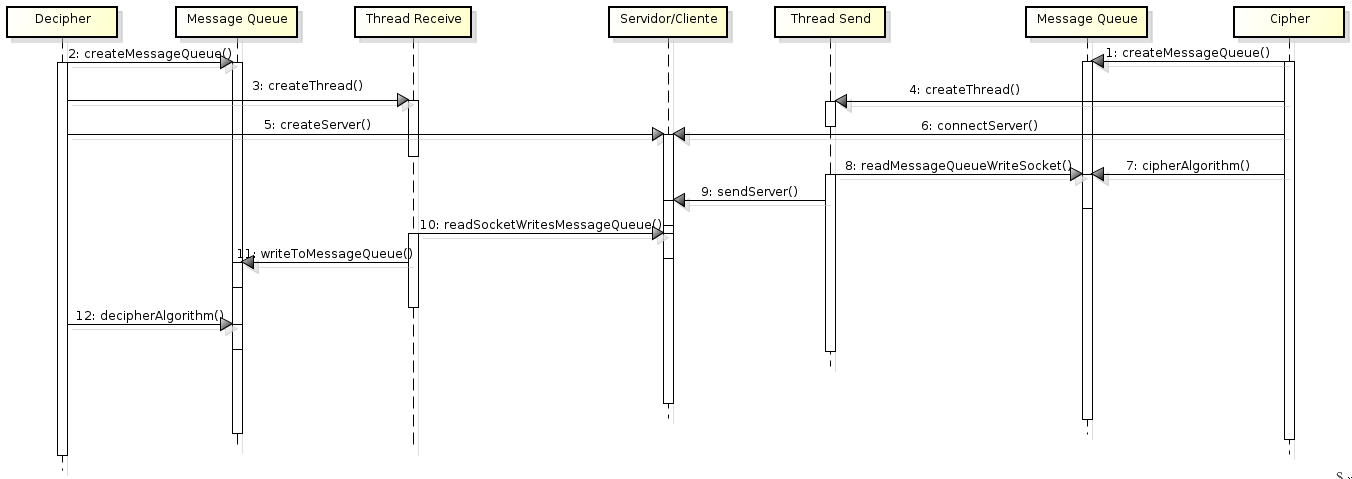 Decipher
Message Queue
Thread Receive
Servidor/Cliente
Thread Send
Message Queue
Cipher
2: createMessageQueue()
1: createMessageQueue()
3: createThread()
4: createThread()
5: createServer()
6: connectServer()
8: readMessageQueueWriteSocket()
7: cipherAlgorithm()
9: sendServer()
10: readSocketWritesMessageQueue()
11: writeToMessageQueue()
12: decipherAlgorithm()